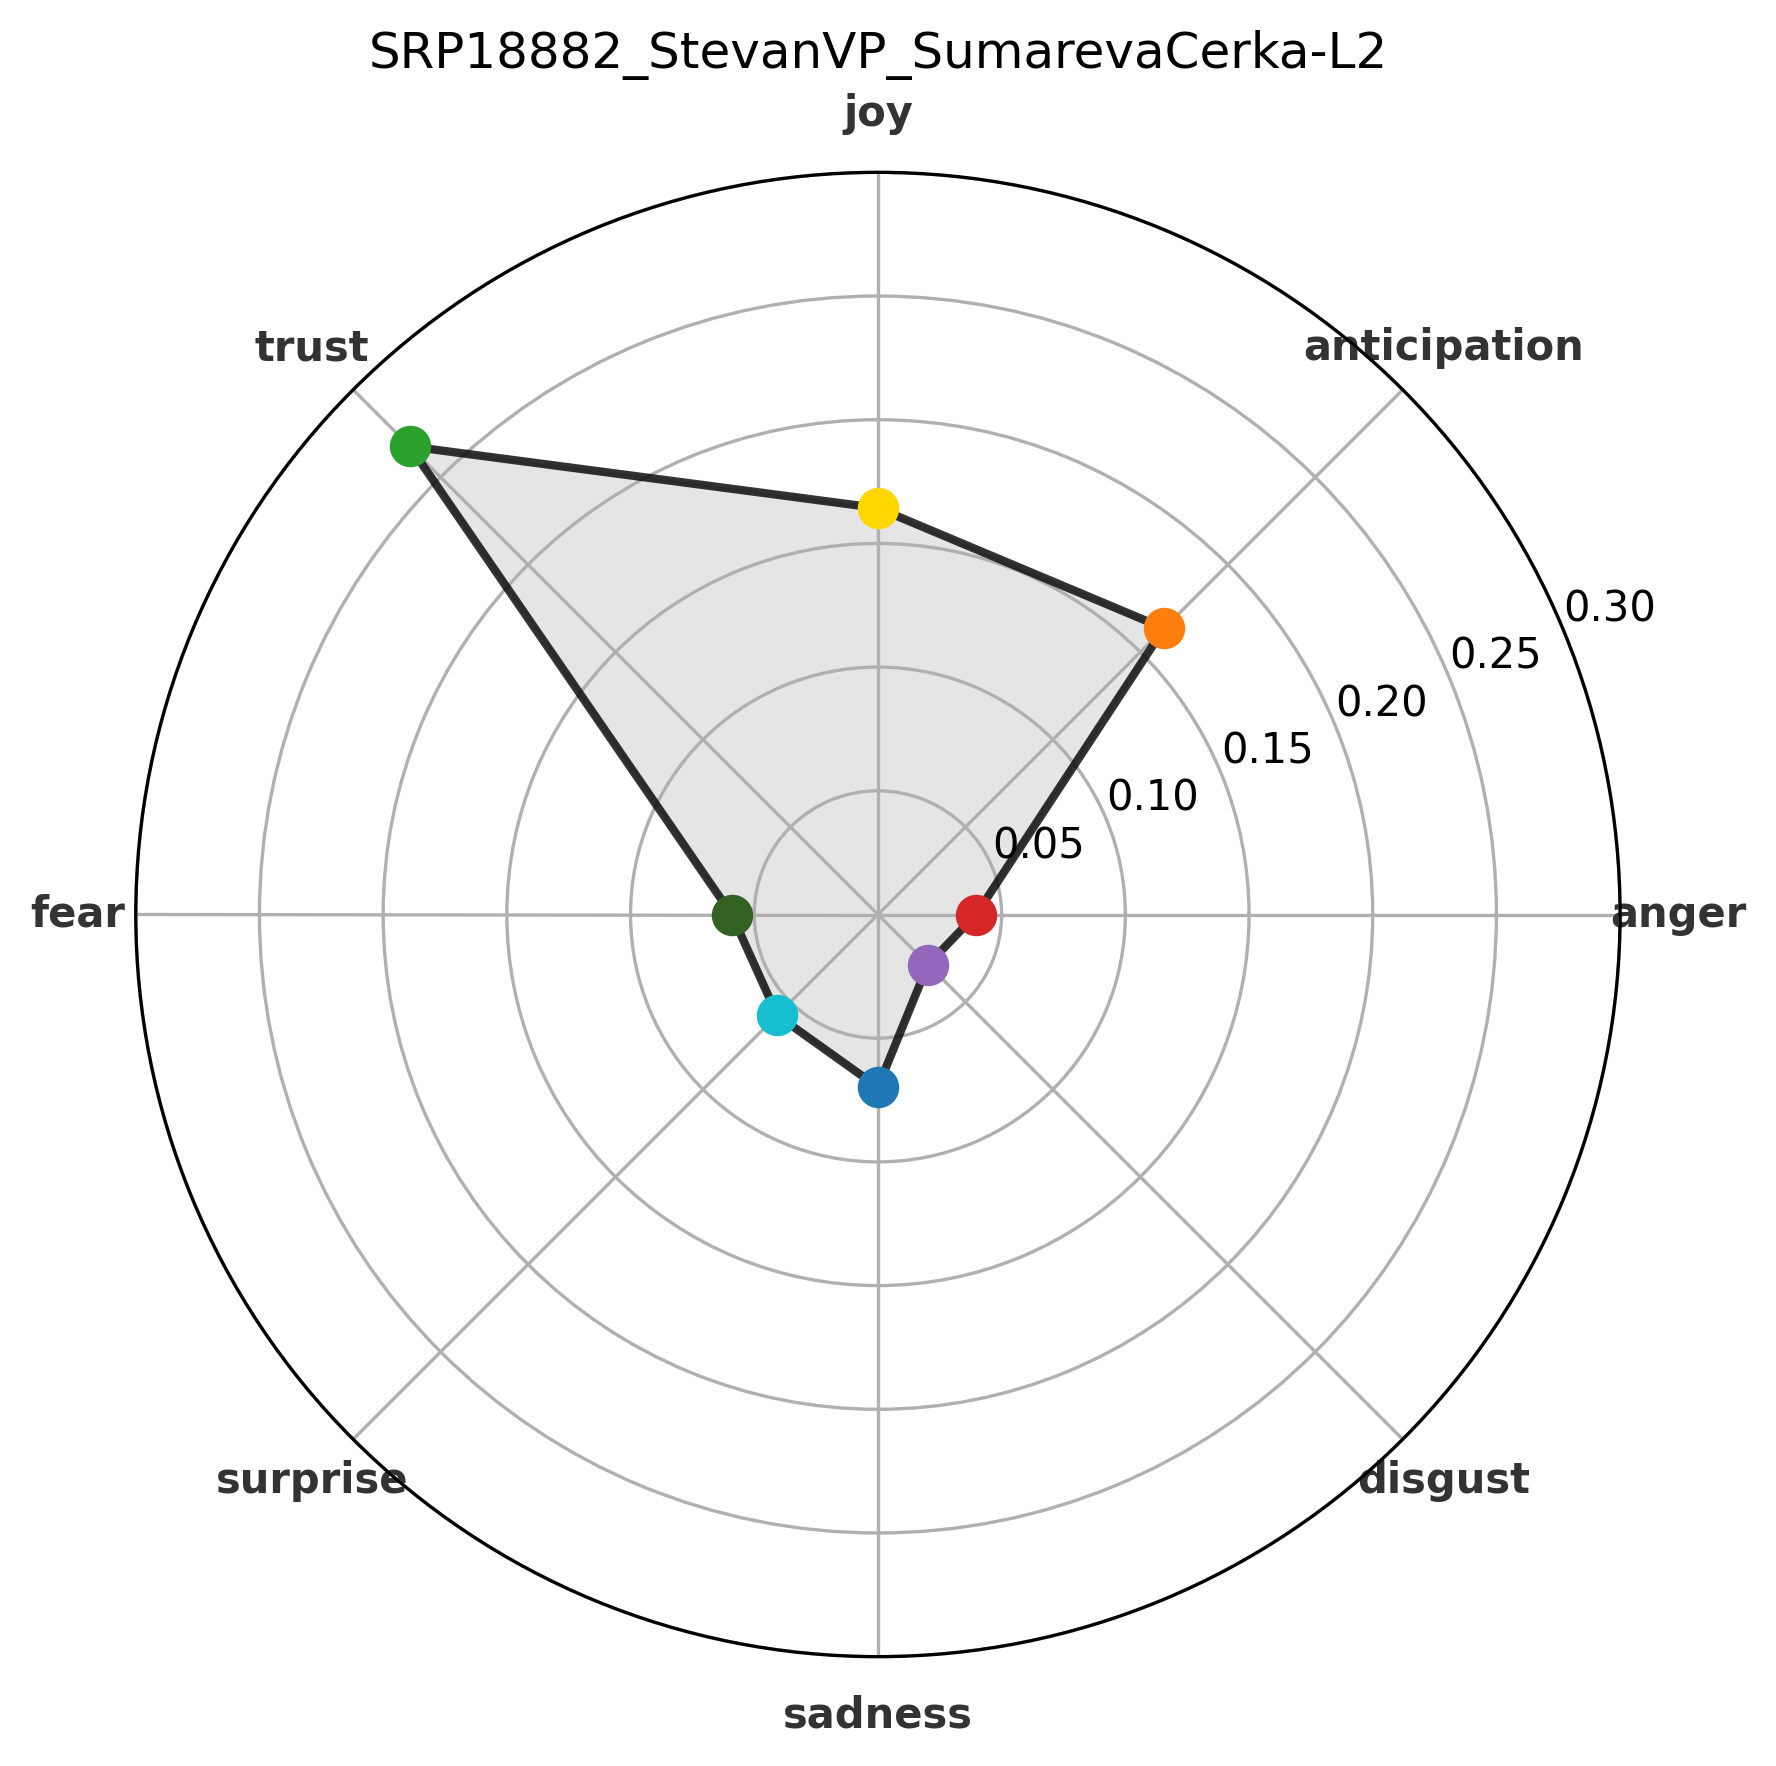 SRP18882_StevanVP_SumarevaCerka-L2
joy
trust
anticipation
0.30
0.25
0.20
0.15
0.10
0.05
fear
anger
surprise
disgust
sadness